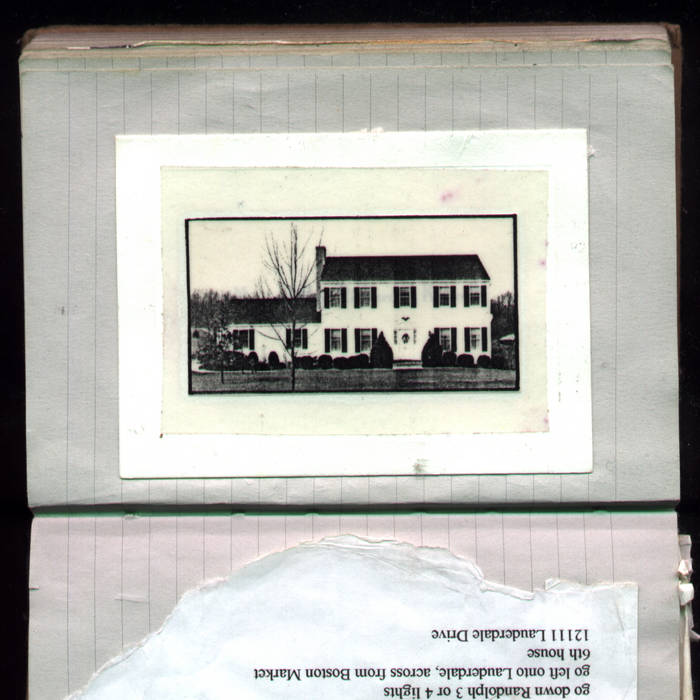 go down Randolph 3 or 4 lights
go left onto Lauderdale, across from Boston Market
6th house
12111 Lauderdale Drive